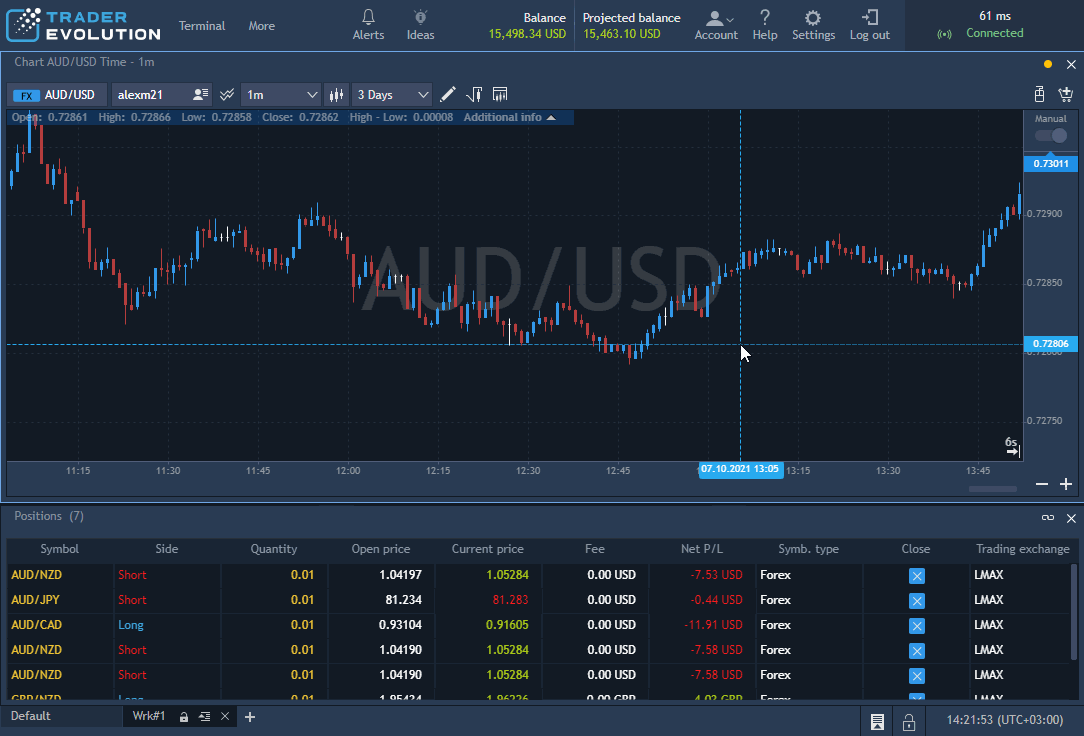 TRADER
EVOLUTION
Terminal
More
Alerts
Ideas
Balance
15,498.34 USD
Projected balance
15,463.10 USD
Account
Help
Settings
Log out
61 ms
Connected
Chart AUD/USD Time - 1m
FX AUD/USD
alexm21
1m
3 Days
Open: 0.72861 High: 0.72866 Low: 0.72858 Close: 0.72862 High - Low: 0.00008 Additional info
Manual
0.73011
0.72900
AUD/USD
0.72850
0.72806
0.72800
0.72750
6s
11:15 11:30 11:45 12:00 12:15 12:30 12:45 07.10.2021 13:05 13:15 13:30 13:45
Positions (7)
Symbol Side Quantity Open price Current price Fee Net P/L Symb. type Close Trading exchange
AUD/NZD Short 0.01 1.04197 1.05284 0.00 USD -7.53 USD Forex LMAX
AUD/JPY Short 0.01 81.234 81.283 0.00 USD -0.44 USD Forex LMAX
AUD/CAD Long 0.01 0.93104 0.91605 0.00 USD -11.91 USD Forex LMAX
AUD/NZD Short 0.01 1.04190 1.05284 0.00 USD -7.58 USD Forex LMAX
AUD/NZD Short 0.01 1.04190 1.05284 0.00 USD -7.58 USD Forex LMAX
GBP/NZD Long 0.01 0.00 GBP Forex LMAX
Default
Wrk#1
14:21:53 (UTC+03:00)